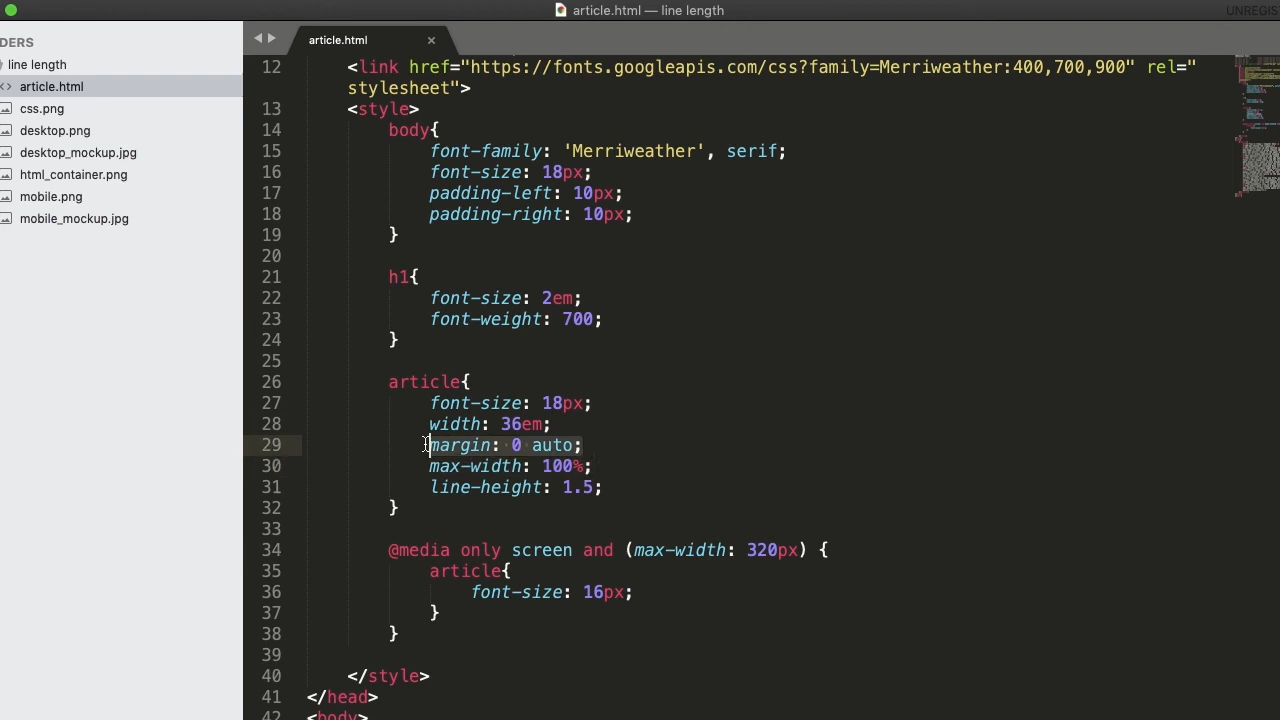 article.html — line length
UNREGIS
DERS
line length
article.html
css.png
desktop.png
desktop_mockup.jpg
html_container.png
mobile.png
mobile_mockup.jpg
article.html ×
12 <link href="https://fonts.googleapis.com/css?family=Merriweather:400,700,900" rel="
stylesheet">
13 <style>
14 body{
15 font-family: 'Merriweather', serif;
16 font-size: 18px;
17 padding-left: 10px;
18 padding-right: 10px;
19 }
20
21 h1{
22 font-size: 2em;
23 font-weight: 700;
24 }
25
26 article{
27 font-size: 18px;
28 width: 36em;
29 margin: 0 auto;
30 max-width: 100%;
31 line-height: 1.5;
32 }
33
34 @media only screen and (max-width: 320px) {
35 article{
36 font-size: 16px;
37 }
38 }
39
40 </style>
41 </head>
42 <body>